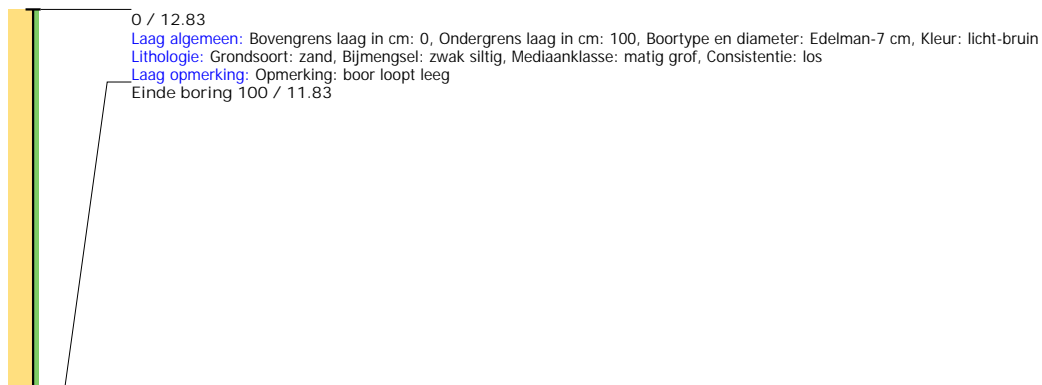 0 / 12.83
Laag algemeen: Bovengrens laag in cm: 0, Ondergrens laag in cm: 100, Boortype en diameter: Edelman-7 cm, Kleur: licht-bruin
Lithologie: Grondsoort: zand, Bijmengsel: zwak siltig, Mediaanklasse: matig grof, Consistentie: los
Laag opmerking: Opmerking: boor loopt leeg
Einde boring 100 / 11.83